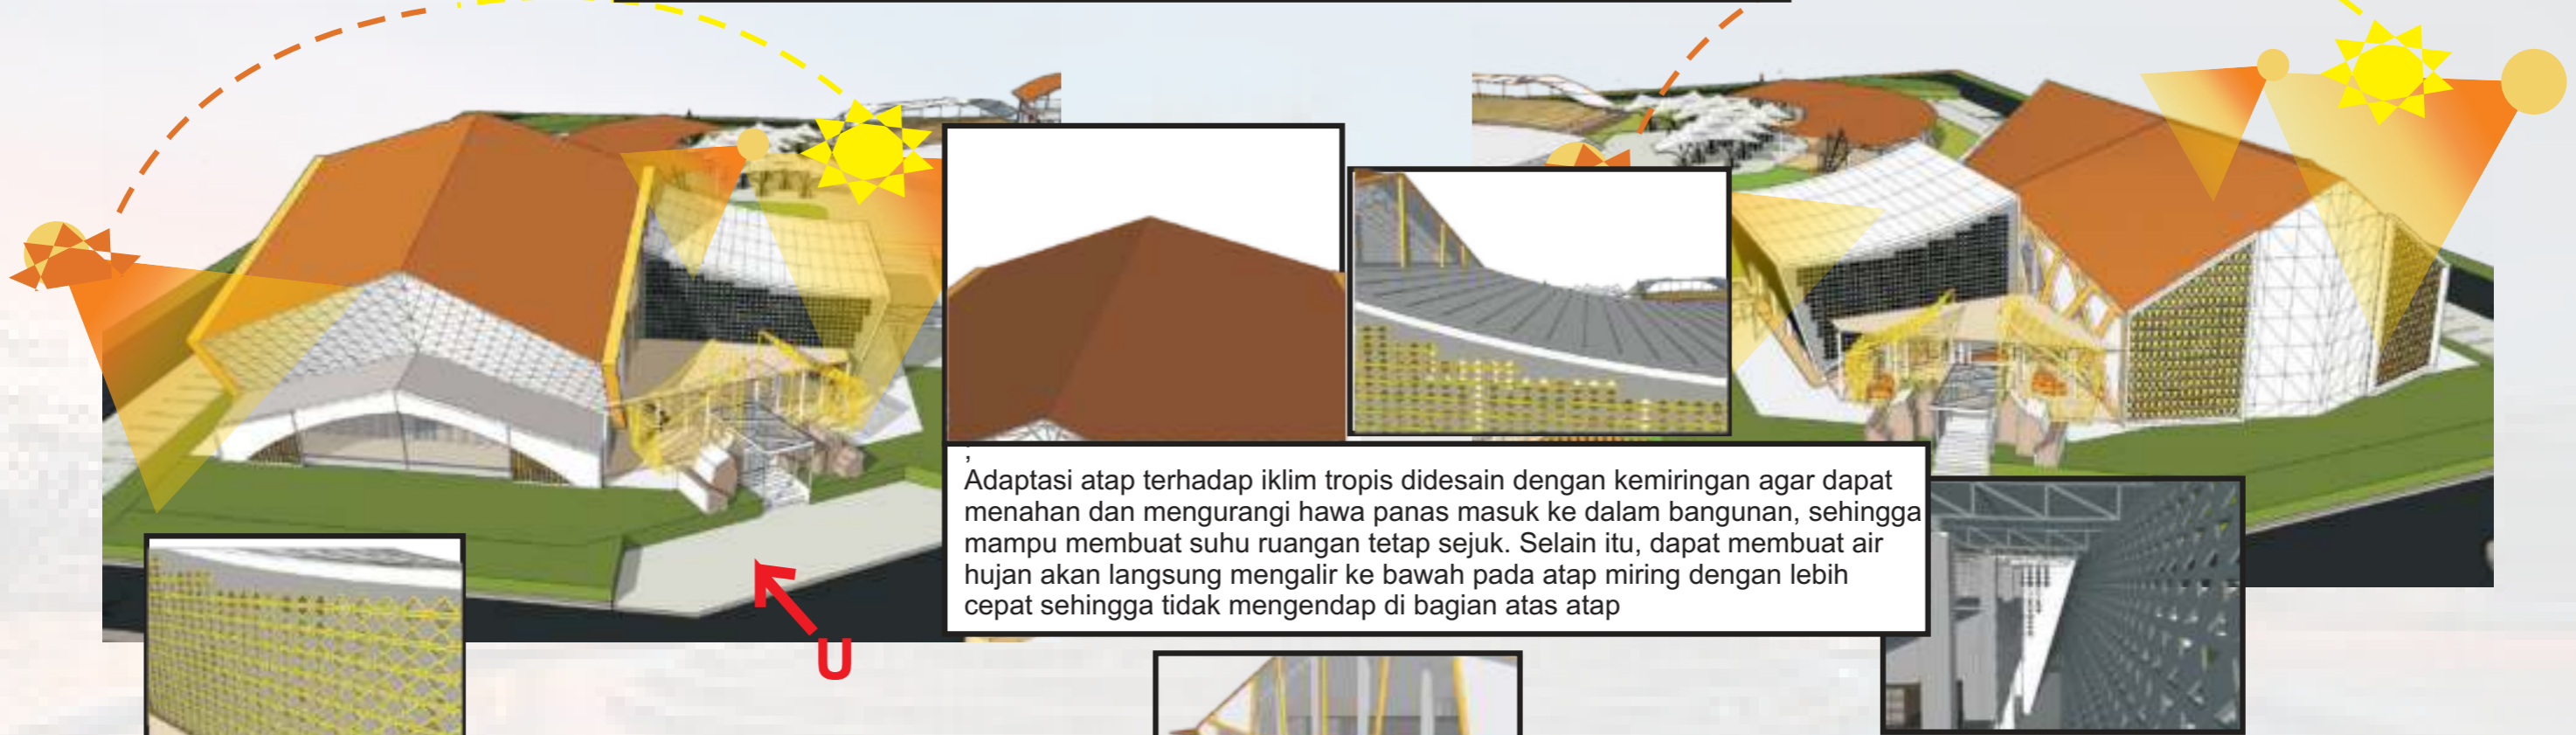 ,
Adaptasi atap terhadap iklim tropis didesain dengan kemiringan agar dapat
menahan dan mengurangi hawa panas masuk ke dalam bangunan, sehingga
mampu membuat suhu ruangan tetap sejuk. Selain itu, dapat membuat air
hujan akan langsung mengalir ke bawah pada atap miring dengan lebih
cepat sehingga tidak mengendap di bagian atas atap
U